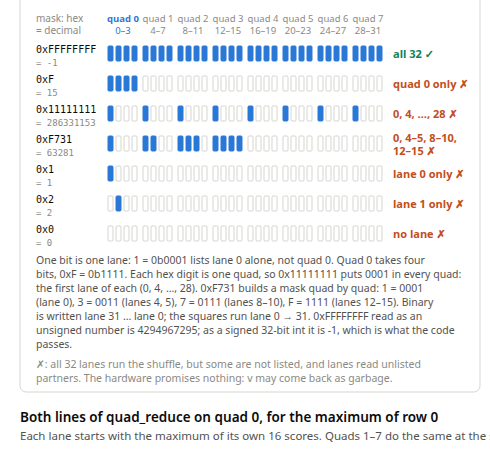 mask: hex quad 0 quad 1 quad 2 quad 3 quad 4 quad 5 quad 6 quad 7
= decimal 0–3 4–7 8–11 12–15 16–19 20–23 24–27 28–31
0xFFFFFFFF all 32 ✓
= -1
0xF quad 0 only ✗
= 15
0x11111111 0, 4, ..., 28 ✗
= 286331153
0xF731 0, 4–5, 8–10,
= 63281 12–15 ✗
0x1 lane 0 only ✗
= 1
0x2 lane 1 only ✗
= 2
0x0 no lane ✗
= 0
One bit is one lane: 1 = 0b0001 lists lane 0 alone, not quad 0. Quad 0 takes four
bits, 0xF = 0b1111. Each hex digit is one quad, so 0x11111111 puts 0001 in every quad:
the first lane of each (0, 4, ..., 28). 0xF731 builds a mask quad by quad: 1 = 0001
(lane 0), 3 = 0011 (lanes 4, 5), 7 = 0111 (lanes 8–10), F = 1111 (lanes 12–15). Binary
is written lane 31 ... lane 0; the squares run lane 0 → 31. 0xFFFFFFFF read as an
unsigned number is 4294967295; as a signed 32-bit int it is -1, which is what the code
passes.
✗: all 32 lanes run the shuffle, but some are not listed, and lanes read unlisted
partners. The hardware promises nothing: v may come back as garbage.
Both lines of quad_reduce on quad 0, for the maximum of row 0
Each lane starts with the maximum of its own 16 scores. Quads 1–7 do the same at the